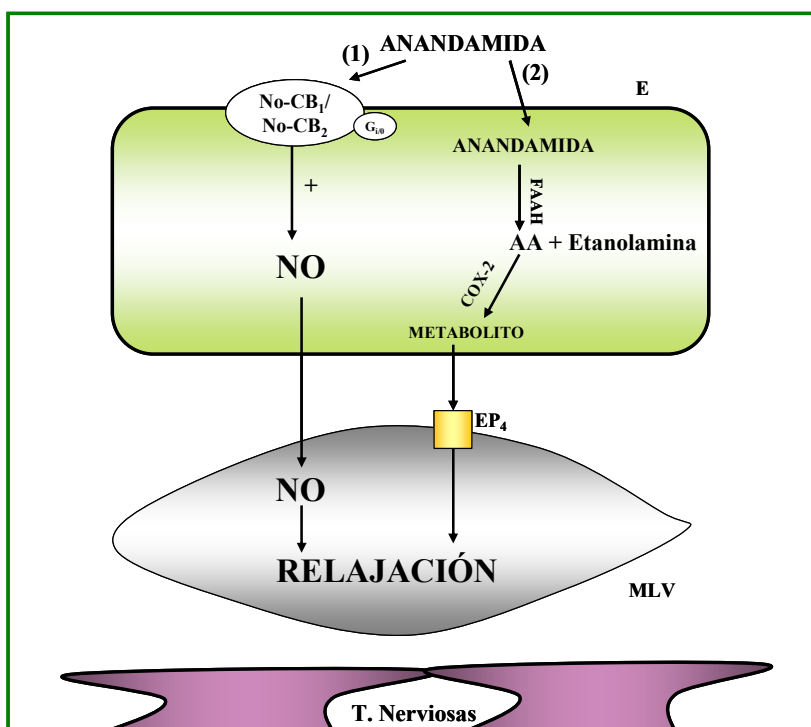 ANANDAMIDA
(1)
(2)
E
No-CB₁/
No-CB₂
Gi/0
ANANDAMIDA
+
FAAH
NO
AA + Etanolamina
COX-2
METABOLITO
EP₄
NO
RELAJACIÓN
MLV
T. Nerviosas